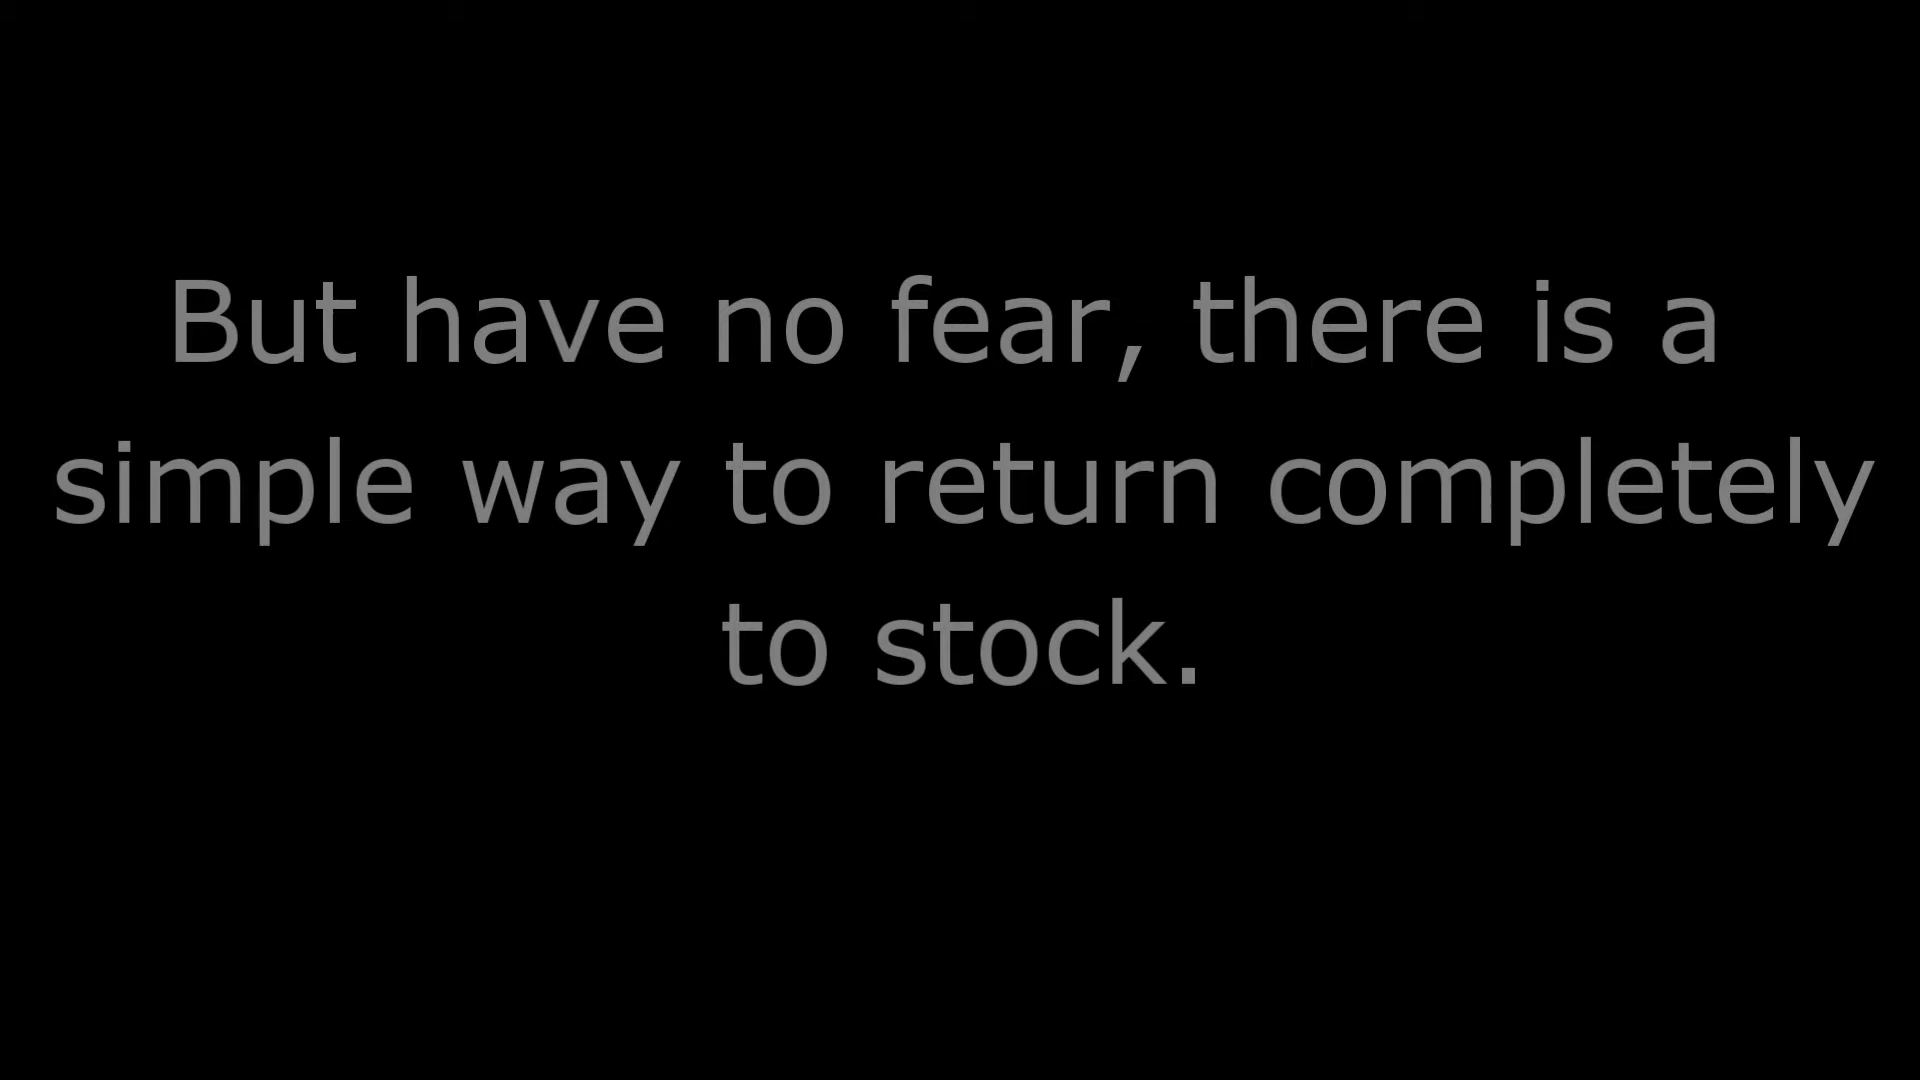 But have no fear, there is a
simple way to return completely
to stock.